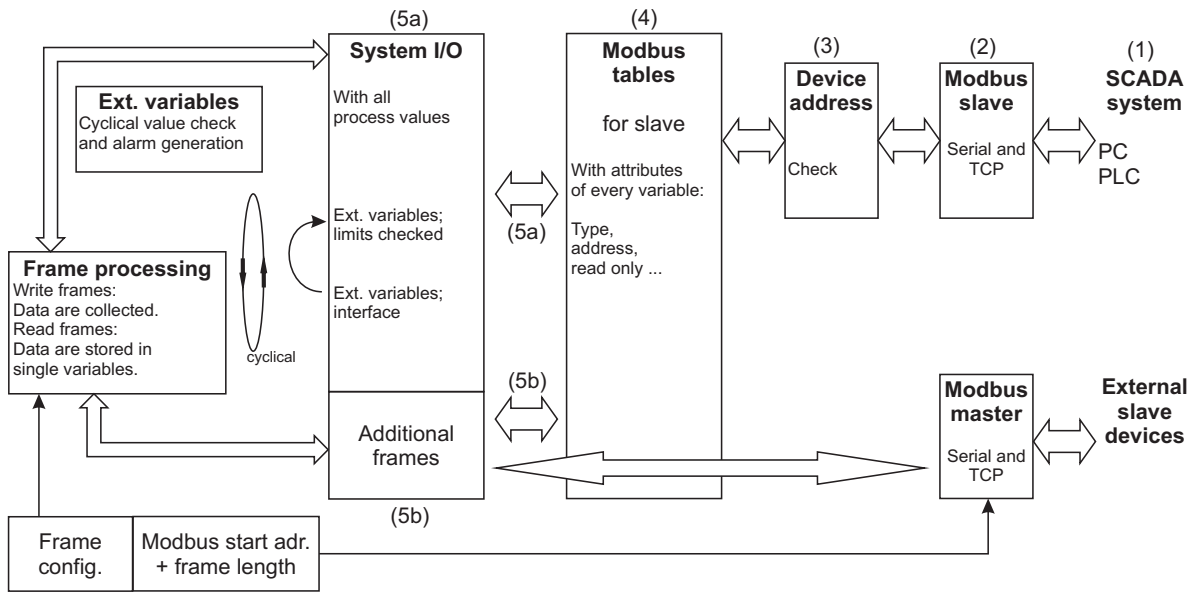 (5a)
System I/O
With all
process values
Ext. variables;
limits checked
Ext. variables;
interface
Ext. variables
Cyclical value check
and alarm generation
cyclical
Frame processing
Write frames:
Data are collected.
Read frames:
Data are stored in
single variables.
Additional
frames
(5b)
(5a)
(5b)
(4)
Modbus
tables
for slave
With attributes
of every variable:
Type,
address,
read only ...
(3)
Device
address
Check
(2)
Modbus
slave
Serial and
TCP
(1)
SCADA
system
PC
PLC
Modbus
master
Serial and
TCP
External
slave
devices
Frame
config.
Modbus start adr.
+ frame length